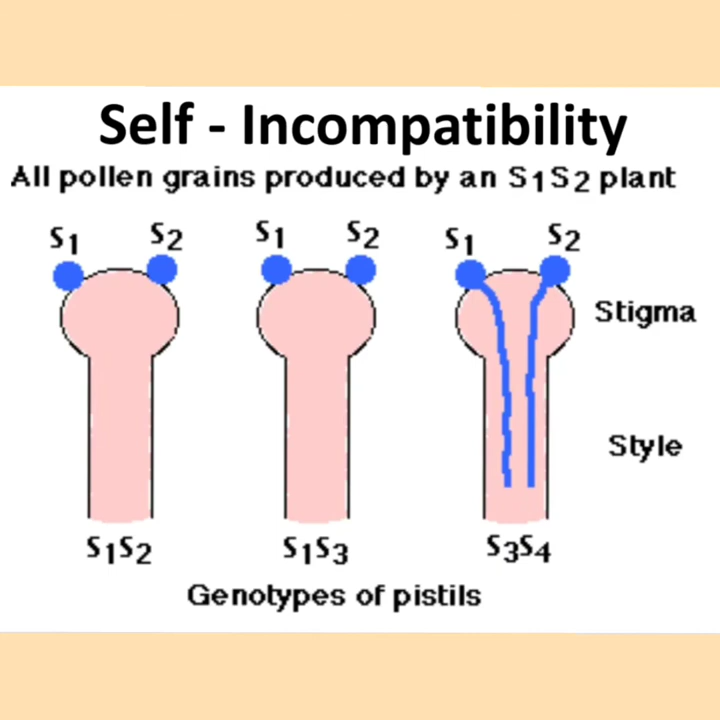 Self - Incompatibility
All pollen grains produced by an S1S2 plant
S1 S2 S1 S2 S1 S2
Stigma
Style
S1S2 S1S3 S3S4
Genotypes of pistils